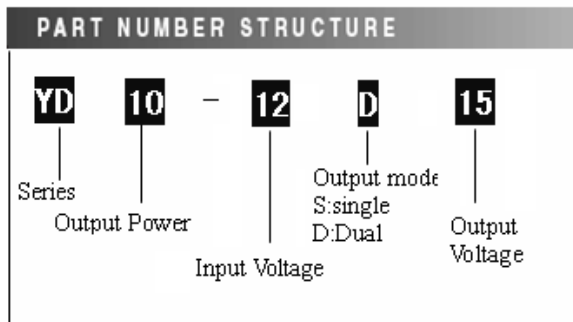 PART NUMBER STRUCTURE
YD 10 - 12 D 15
Series
Output Power
Input Voltage
Output mode
S:single
D:Dual
Output
Voltage